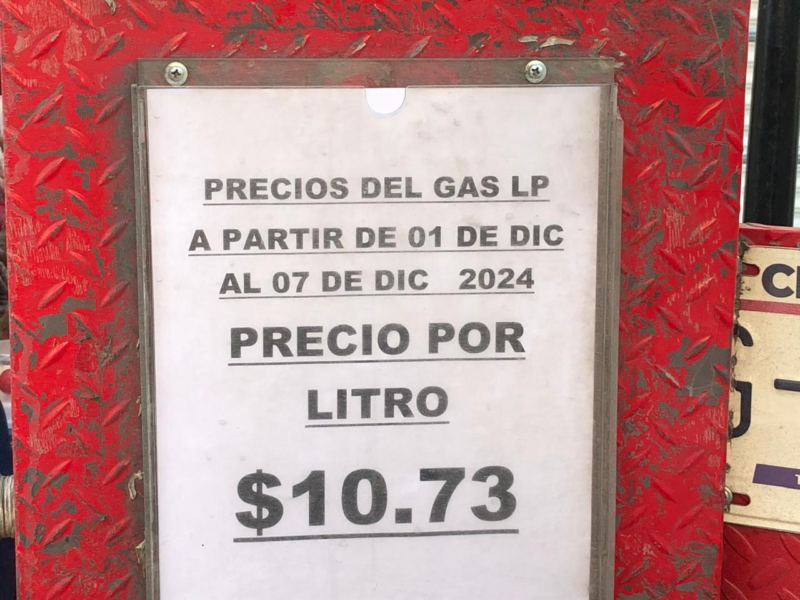 PRECIOS DEL GAS LP
A PARTIR DE 01 DE DIC
AL 07 DE DIC 2024
PRECIO POR
LITRO
$10.73